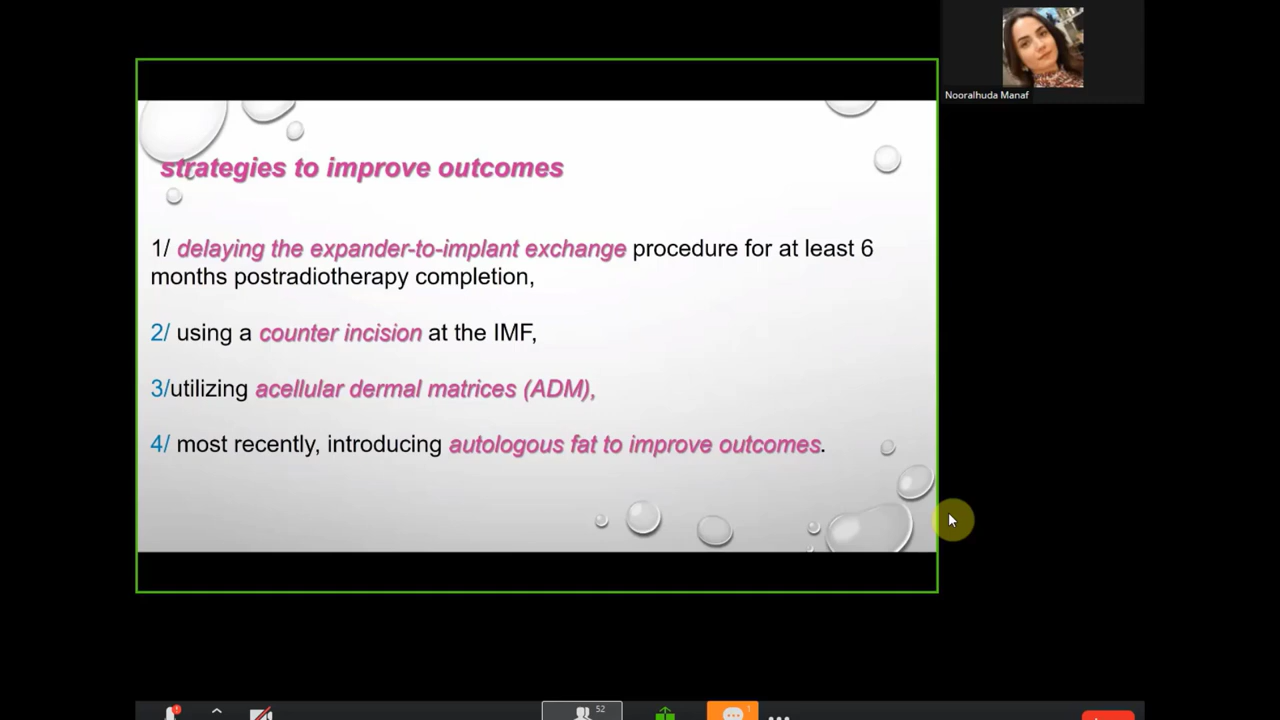 Nooralhuda Manaf
strategies to improve outcomes
1/ delaying the expander-to-implant exchange procedure for at least 6
months postradiotherapy completion,
2/ using a counter incision at the IMF,
3/utilizing acellular dermal matrices (ADM),
4/ most recently, introducing autologous fat to improve outcomes.
52
1